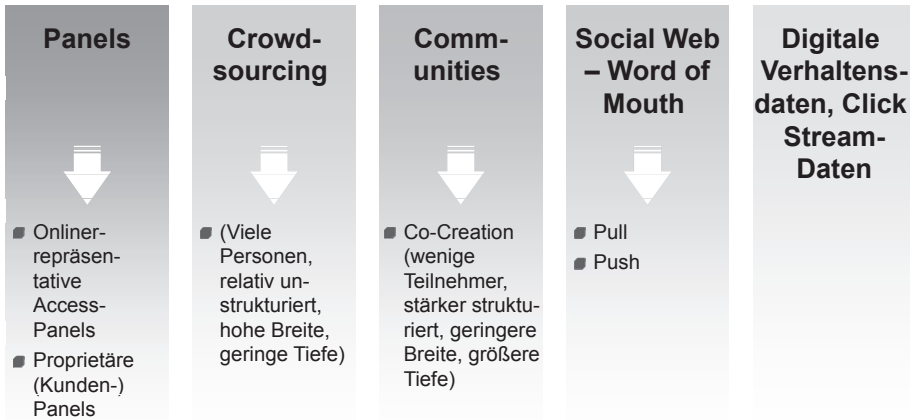 Panels
Onliner-
repräsen-
tative
Access-
Panels
Proprietäre
(Kunden-)
Panels
Crowd-
sourcing
(Viele
Personen,
relativ un-
strukturiert,
hohe Breite,
geringe Tiefe)
Comm-
unities
Co-Creation
(wenige
Teilnehmer,
stärker struktu-
riert, geringere
Breite, größere
Tiefe)
Social Web
– Word of
Mouth
Pull
Push
Digitale
Verhaltens-
daten, Click
Stream-
Daten